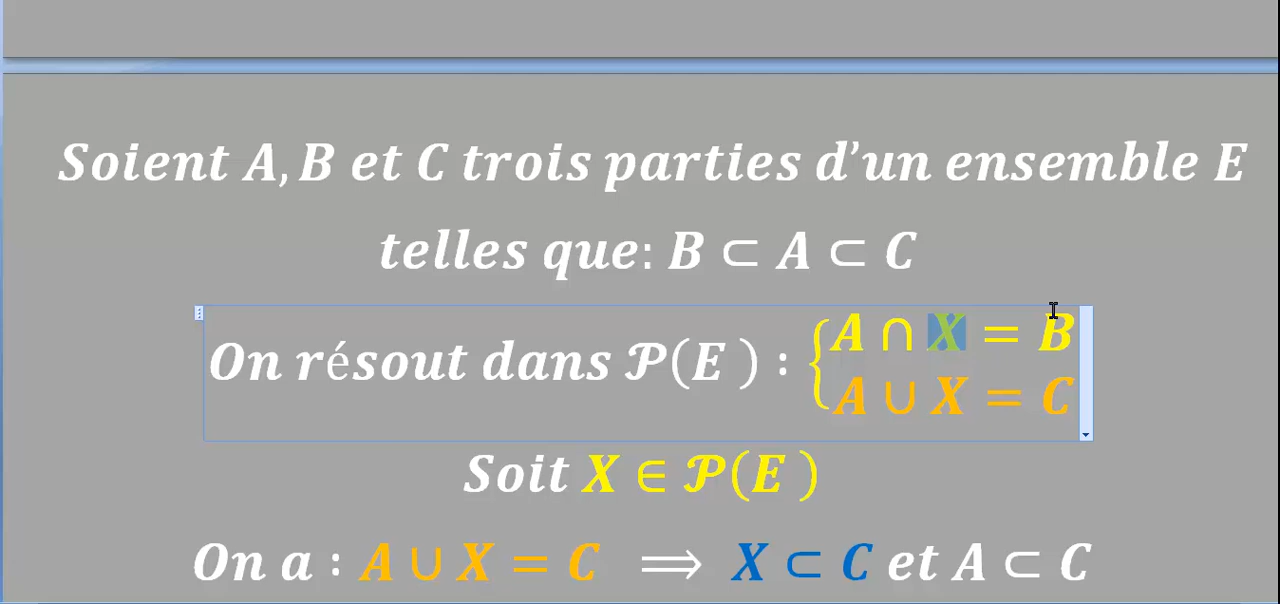 Soient A, B et C trois parties d’un ensemble E
telles que: B ⊂ A ⊂ C
On résout dans 𝒫(E ) : { A ∩ X = B
A ∪ X = C
Soit X ∈ 𝒫(E )
On a : A ∪ X = C ⟹ X ⊂ C et A ⊂ C